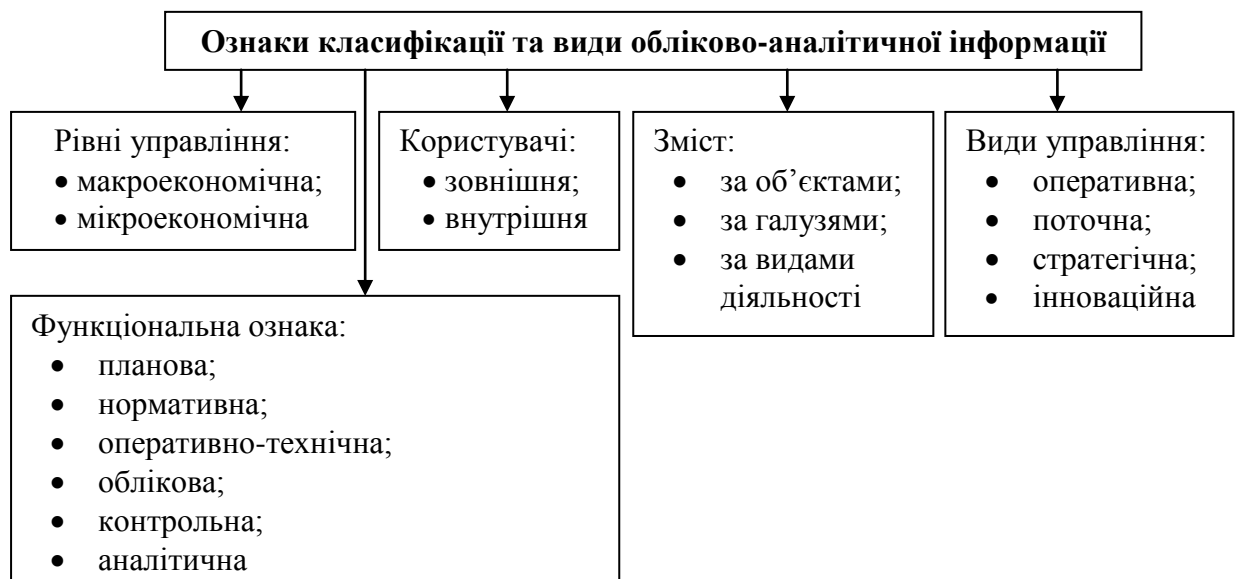 Ознаки класифікації та види обліково-аналітичної інформації
Рівні управління:
• макроекономічна;
• мікроекономічна
Користувачі:
• зовнішня;
• внутрішня
Зміст:
• за об’єктами;
• за галузями;
• за видами
діяльності
Види управління:
• оперативна;
• поточна;
• стратегічна;
• інноваційна
Функціональна ознака:
• планова;
• нормативна;
• оперативно-технічна;
• облікова;
• контрольна;
• аналітична